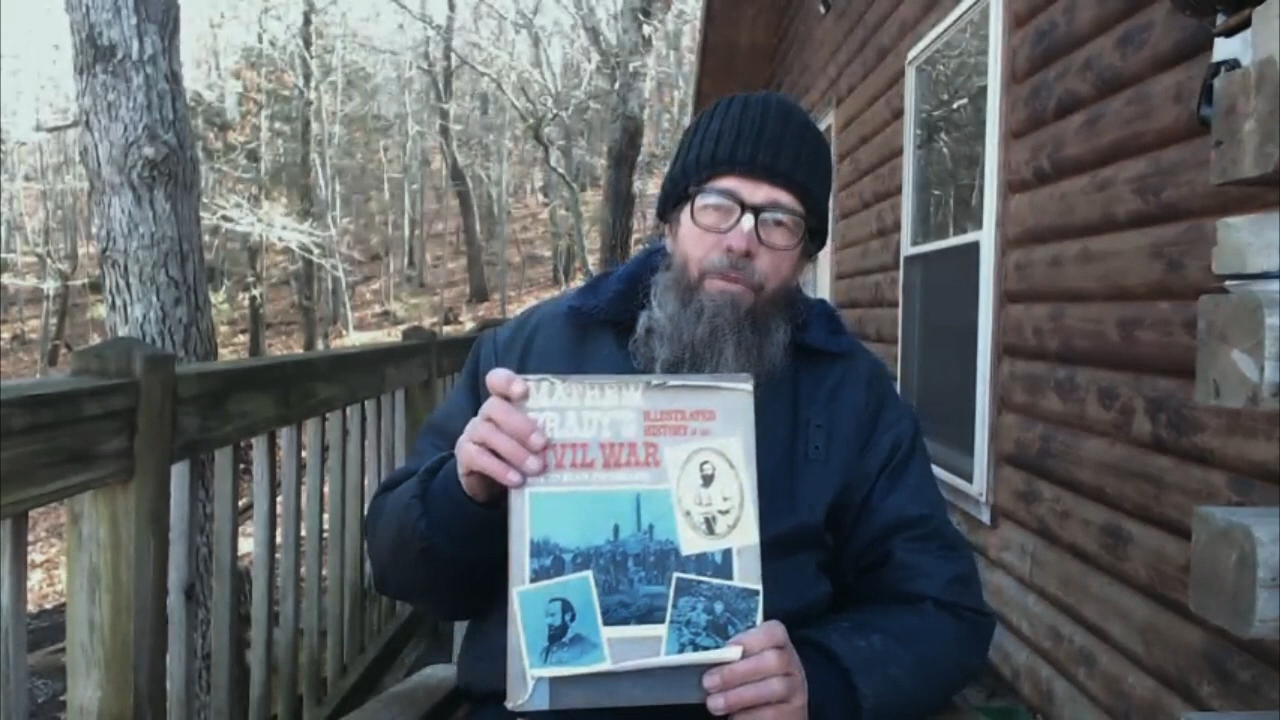 MATHEW
BRADY'S
ILLUSTRATED
HISTORY of the
CIVIL WAR